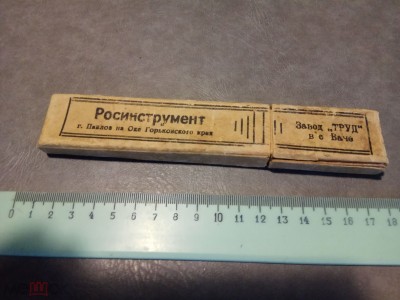 Росинструмент
г. Павлов на Оке Горьковского края
Завод „ТРУД"
в с Ваче
0 1 2 3 4 5 6 7 8 9 10 11 12 13 14 15 16 17 18